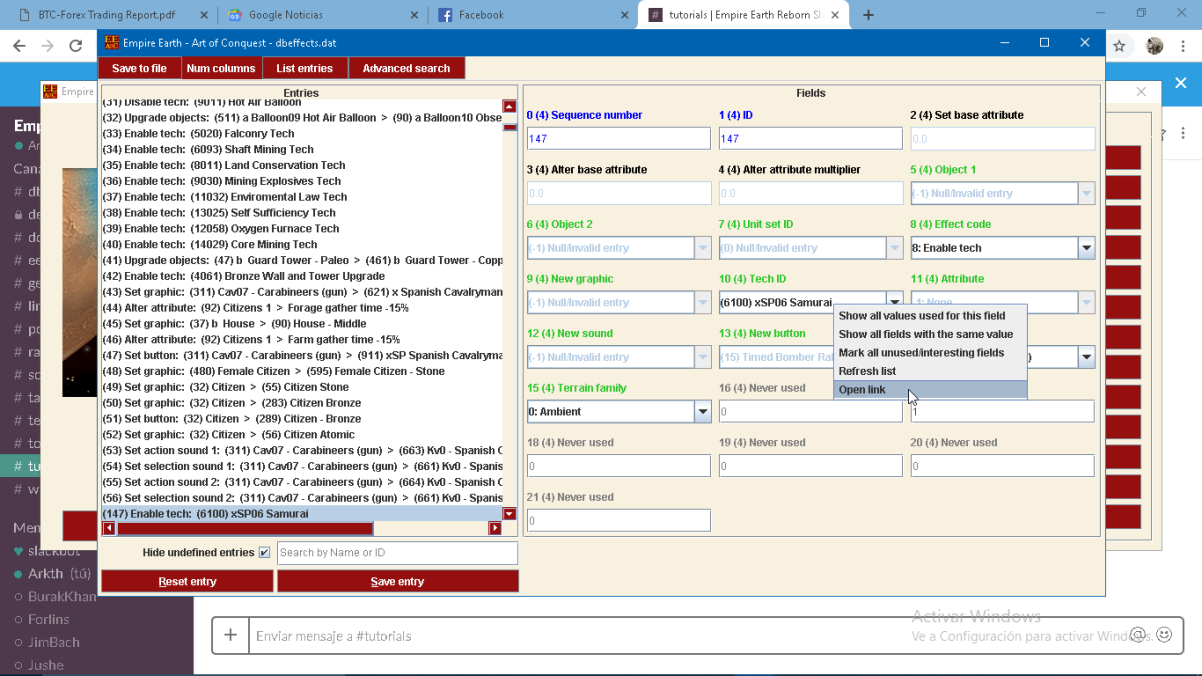 BTC-Forex Trading Report.pdf
Google Noticias
Facebook
tutorials | Empire Earth Reborn Sl
Empire Earth - Art of Conquest - dbeffects.dat
Save to file
Num columns
List entries
Advanced search
Entries
(31) Disable tech: (9011) Hot Air Balloon
(32) Upgrade objects: (511) a Balloon09 Hot Air Balloon > (90) a Balloon10 Obse
(33) Enable tech: (5020) Falconry Tech
(34) Enable tech: (6093) Shaft Mining Tech
(35) Enable tech: (8011) Land Conservation Tech
(36) Enable tech: (9030) Mining Explosives Tech
(37) Enable tech: (11032) Enviromental Law Tech
(38) Enable tech: (13025) Self Sufficiency Tech
(39) Enable tech: (12058) Oxygen Furnace Tech
(40) Enable tech: (14029) Core Mining Tech
(41) Upgrade objects: (47) b Guard Tower - Paleo > (461) b Guard Tower - Copp
(42) Enable tech: (4061) Bronze Wall and Tower Upgrade
(43) Set graphic: (311) Cav07 - Carabineers (gun) > (621) x Spanish Cavalryman
(44) Alter attribute: (92) Citizens 1 > Forage gather time -15%
(45) Set graphic: (37) b House > (90) House - Middle
(46) Alter attribute: (92) Citizens 1 > Farm gather time -15%
(47) Set button: (311) Cav07 - Carabineers (gun) > (911) xSP Spanish Cavalryma
(48) Set graphic: (480) Female Citizen > (595) Female Citizen - Stone
(49) Set graphic: (32) Citizen > (55) Citizen Stone
(50) Set graphic: (32) Citizen > (283) Citizen Bronze
(51) Set button: (32) Citizen > (289) Citizen - Bronze
(52) Set graphic: (32) Citizen > (56) Citizen Atomic
(53) Set action sound 1: (311) Cav07 - Carabineers (gun) > (663) Kv0 - Spanish C
(54) Set selection sound 1: (311) Cav07 - Carabineers (gun) > (661) Kv0 - Spanis
(55) Set action sound 2: (311) Cav07 - Carabineers (gun) > (664) Kv0 - Spanish C
(56) Set selection sound 2: (311) Cav07 - Carabineers (gun) > (661) Kv0 - Spanis
(147) Enable tech: (6100) xSP06 Samurai
Hide undefined entries
Search by Name or ID
Reset entry
Save entry
Fields
0 (4) Sequence number
1 (4) ID
2 (4) Set base attribute
147
147
0.0
3 (4) Alter base attribute
4 (4) Alter attribute multiplier
5 (4) Object 1
0.0
0.0
(-1) Null/Invalid entry
6 (4) Object 2
7 (4) Unit set ID
8 (4) Effect code
(-1) Null/Invalid entry
(0) Null/Invalid entry
8: Enable tech
9 (4) New graphic
10 (4) Tech ID
11 (4) Attribute
(-1) Null/Invalid entry
(6100) xSP06 Samurai
1: None
12 (4) New sound
13 (4) New button
(-1) Null/Invalid entry
(15) Timed Bomber Ra
Show all values used for this field
Show all fields with the same value
Mark all unused/interesting fields
Refresh list
Open link
15 (4) Terrain family
16 (4) Never used
0: Ambient
0
1
18 (4) Never used
19 (4) Never used
20 (4) Never used
0
0
0
21 (4) Never used
0
Empire
Emp
# tu
Men
slackbot
Arkth (tú)
BurakKhan
Forlins
JimBach
Jushe
Enviar mensaje a #tutorials
Activar Windows
Ve a Configuración para activar Windows.